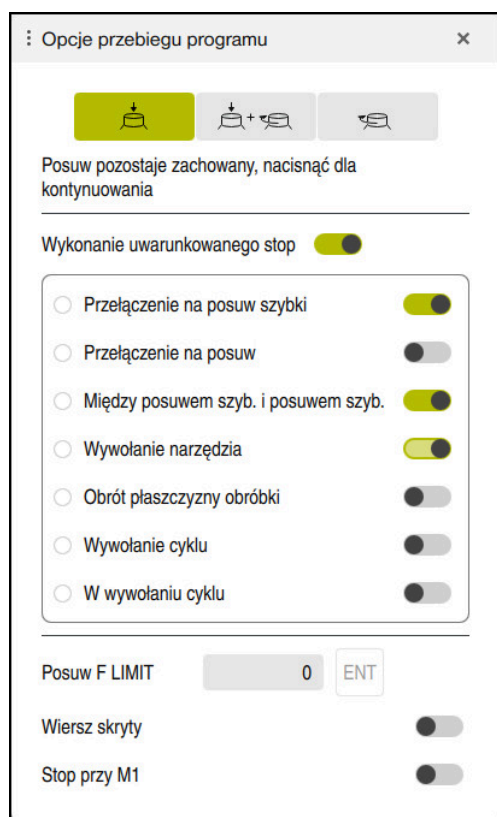 Opcje przebiegu programu
Posuw pozostaje zachowany, nacisnąć dla
kontynuowania
Wykonanie uwarunkowanego stop
Przełączenie na posuw szybki
Przełączenie na posuw
Między posuwem szyb. i posuwem szyb.
Wywołanie narzędzia
Obrót płaszczyzny obróbki
Wywołanie cyklu
W wywołaniu cyklu
Posuw F LIMIT 0 ENT
Wiersz skryty
Stop przy M1